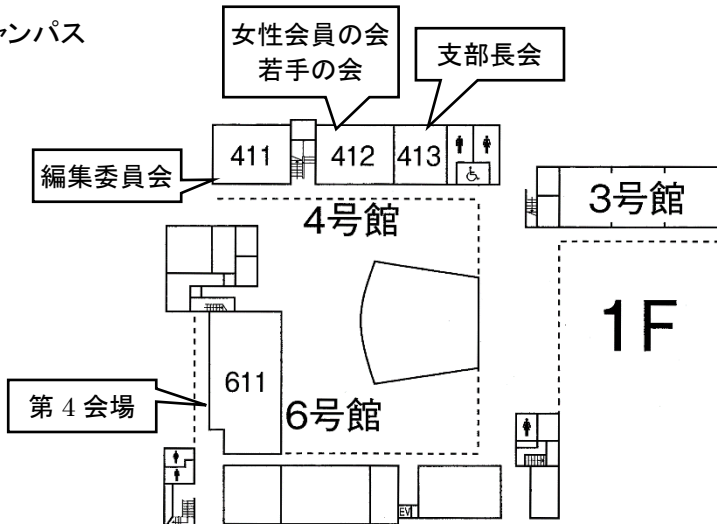 ャンパス
女性会員の会
若手の会
支部長会
411
412
413
編集委員会
3号館
4号館
1F
611
第 4 会場
6号館
EV